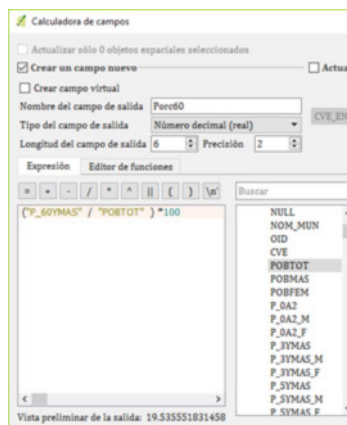 Calculadora de campos
Actualizar sólo 0 objetos espaciales seleccionados
Crear un campo nuevo
Actua
Crear campo virtual
Nombre del campo de salida Porc60
Tipo del campo de salida Número decimal (real)
CVE_EN
Longitud del campo de salida 6 Precisión 2
Expresión Editor de funciones
= + - / * ^ || ( ) \n'
Buscar
("P_60YMAS" / "POBTOT" ) *100
NULL
NOM_MUN
OID
CVE
POBTOT
POBMAS
POBFEM
P_0A2
P_0A2_M
P_0A2_F
P_3YMAS
P_3YMAS_M
P_3YMAS_F
P_5YMAS
P_5YMAS_M
P_5YMAS_F
Vista preliminar de la salida: 19.535551831458